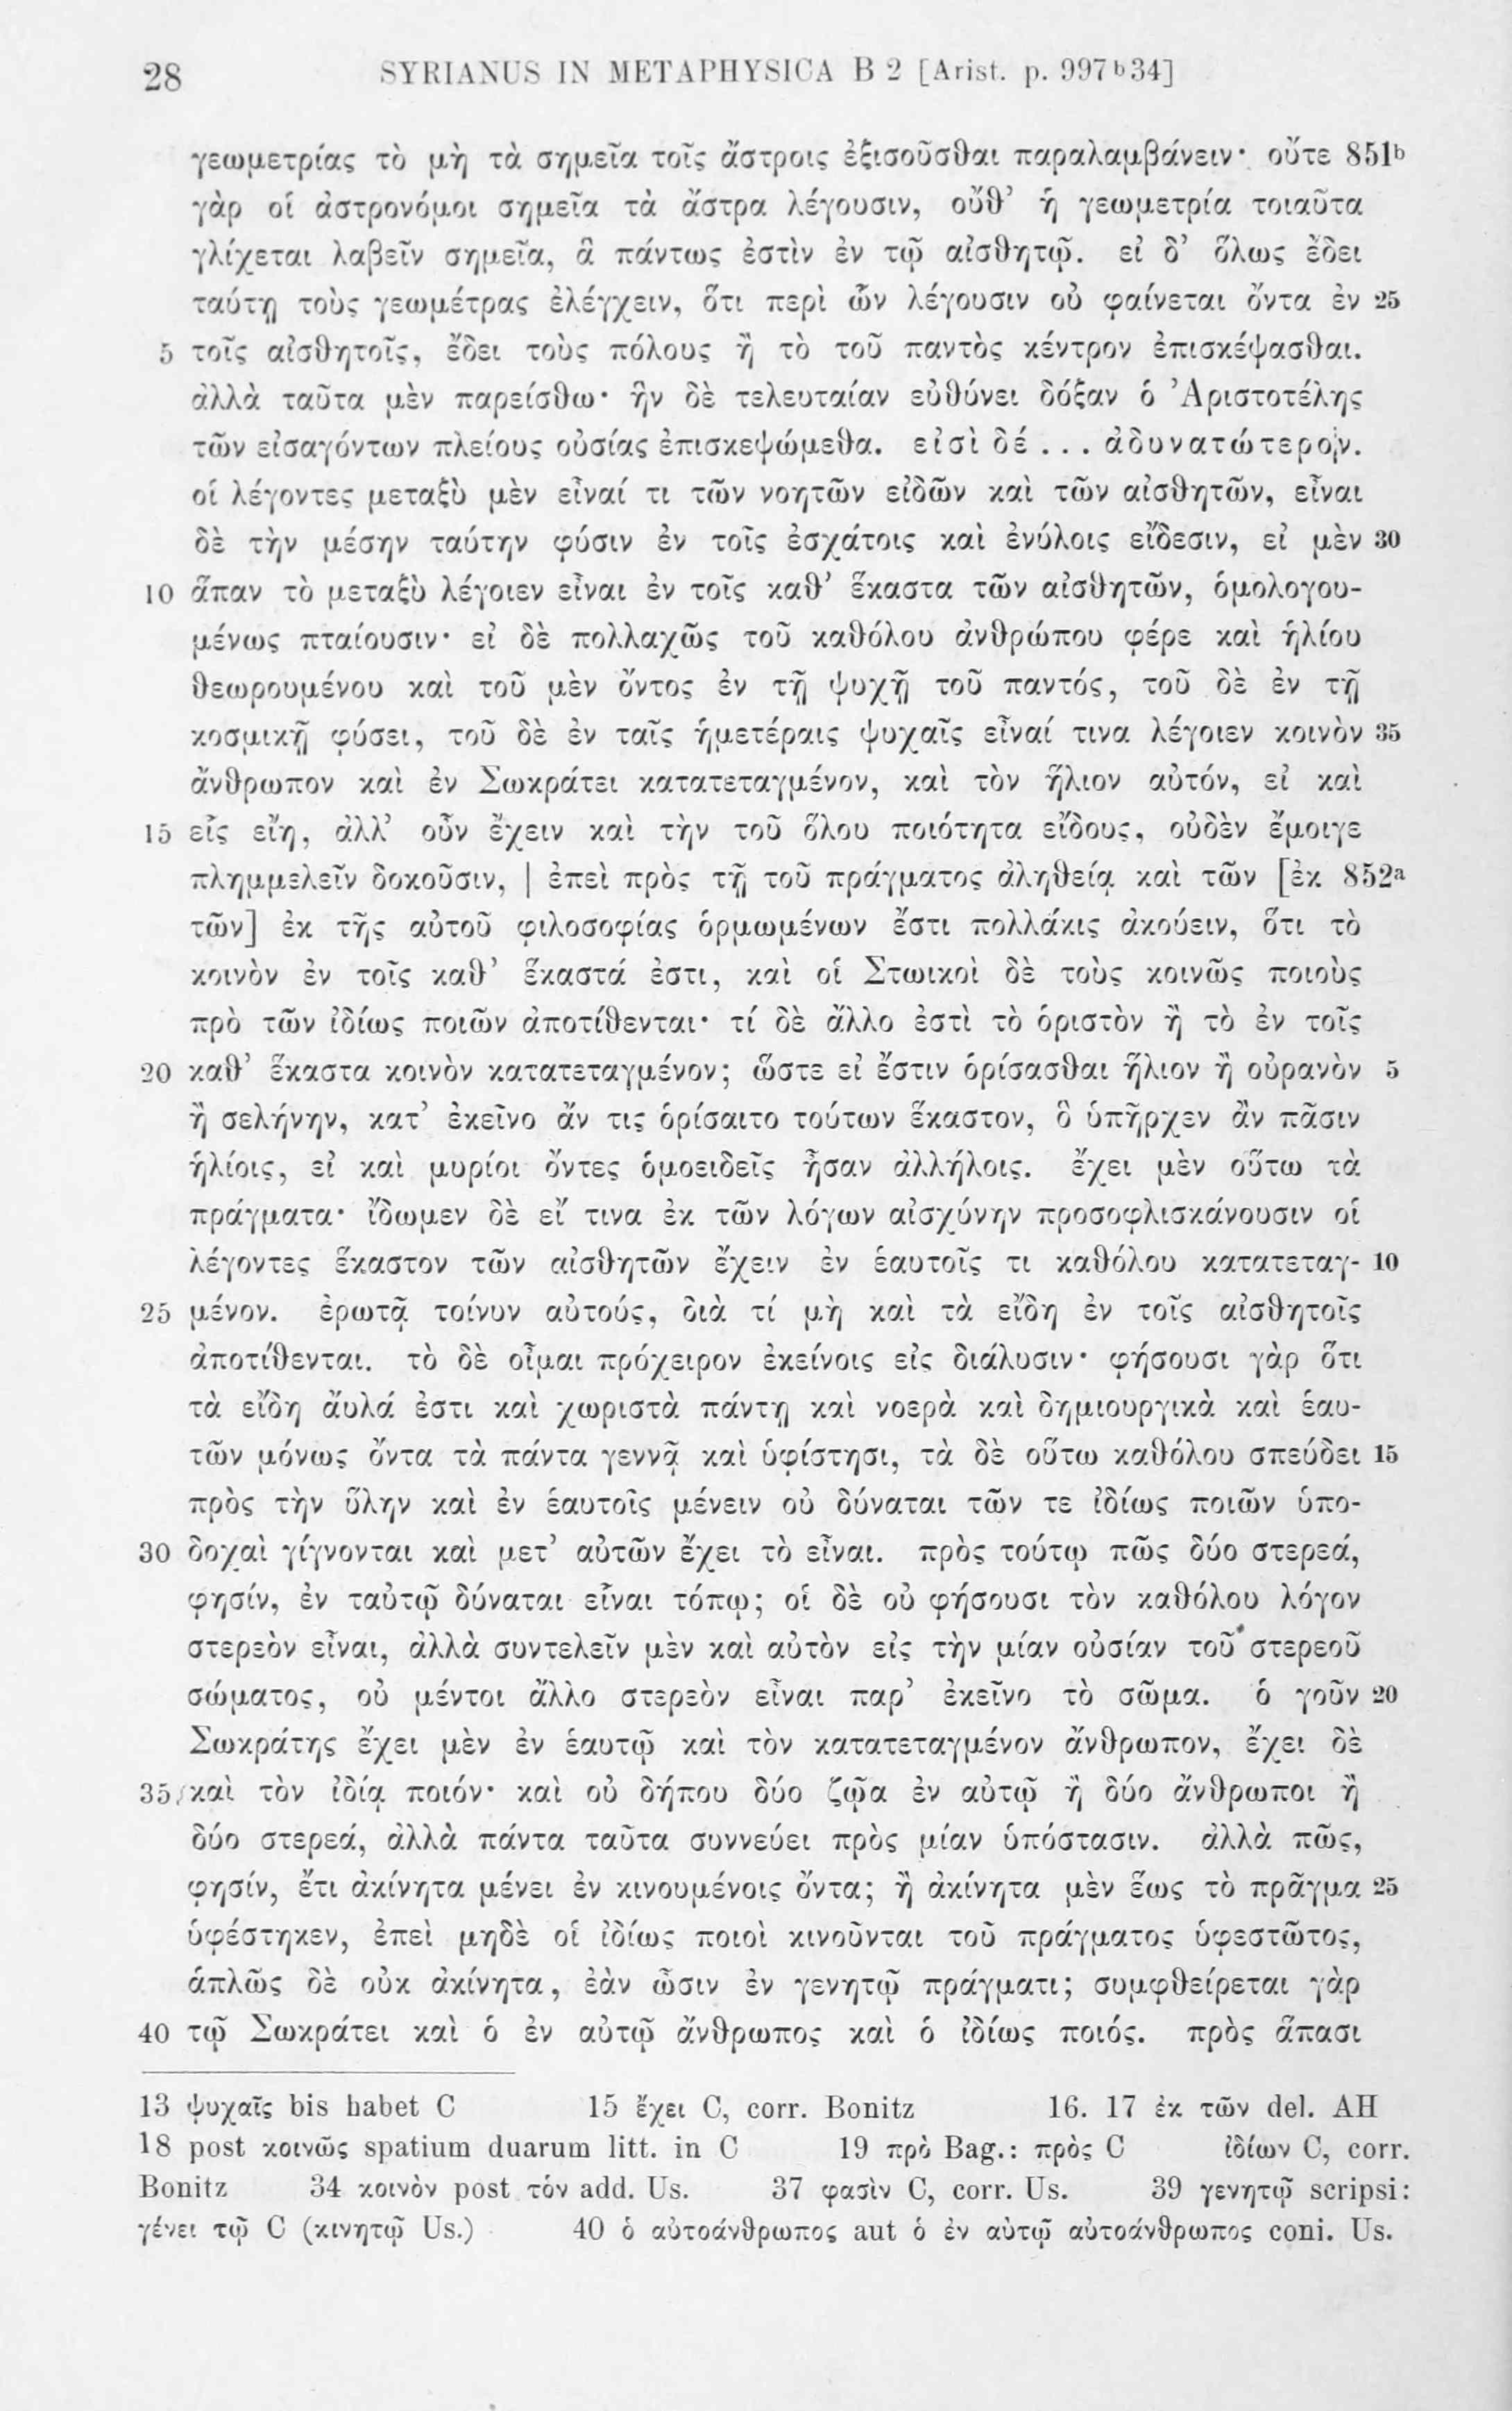 28 SYRIANUS IN METAPHYSICA B 2 [Arist. p. 997ᵇ34]
γεωμετρίας τὸ μὴ τὰ σημεῖα τοῖς ἄστροις ἐξισοῦσθαι παραλαμβάνειν· οὔτε 851ᵇ
γὰρ οἱ ἀστρονόμοι σημεῖα τὰ ἄστρα λέγουσιν, οὔθ’ ἡ γεωμετρία τοιαῦτα
γλίχεται λαβεῖν σημεῖα, ἃ πάντως ἐστὶν ἐν τῷ αἰσθητῷ. εἰ δ’ ὅλως ἔδει
ταύτῃ τοὺς γεωμέτρας ἐλέγχειν, ὅτι περὶ ὧν λέγουσιν οὐ φαίνεται ὄντα ἐν 25
5 τοῖς αἰσθητοῖς, ἔδει τοὺς πόλους ἢ τὸ τοῦ παντὸς κέντρον ἐπισκέψασθαι.
ἀλλὰ ταῦτα μὲν παρείσθω· ἣν δὲ τελευταίαν εὐθύνει δόξαν ὁ Ἀριστοτέλης
τῶν εἰσαγόντων πλείους οὐσίας ἐπισκεψώμεθα. εἰσὶ δέ ... ἀδυνατώτερον.
οἱ λέγοντες μεταξὺ μὲν εἶναί τι τῶν νοητῶν εἰδῶν καὶ τῶν αἰσθητῶν, εἶναι
δὲ τὴν μέσην ταύτην φύσιν ἐν τοῖς ἐσχάτοις καὶ ἐνύλοις εἴδεσιν, εἰ μὲν 30
10 ἅπαν τὸ μεταξὺ λέγοιεν εἶναι ἐν τοῖς καθ’ ἕκαστα τῶν αἰσθητῶν, ὁμολογου-
μένως πταίουσιν· εἰ δὲ πολλαχῶς τοῦ καθόλου ἀνθρώπου φέρε καὶ ἡλίου
θεωρουμένου καὶ τοῦ μὲν ὄντος ἐν τῇ ψυχῇ τοῦ παντός, τοῦ δὲ ἐν τῇ
κοσμικῇ φύσει, τοῦ δὲ ἐν ταῖς ἡμετέραις ψυχαῖς εἶναί τινα λέγοιεν κοινὸν 35
ἄνθρωπον καὶ ἐν Σωκράτει κατατεταγμένον, καὶ τὸν ἥλιον αὐτόν, εἰ καὶ
15 εἷς εἴη, ἀλλ’ οὖν ἔχειν καὶ τὴν τοῦ ὅλου ποιότητα εἴδους, οὐδὲν ἔμοιγε
πλημμελεῖν δοκοῦσιν, | ἐπεὶ πρὸς τῇ τοῦ πράγματος ἀληθείᾳ καὶ τῶν [ἐκ 852ᵃ
τῶν] ἐκ τῆς αὐτοῦ φιλοσοφίας ὁρμωμένων ἔστι πολλάκις ἀκούειν, ὅτι τὸ
κοινὸν ἐν τοῖς καθ’ ἕκαστά ἐστι, καὶ οἱ Στωικοὶ δὲ τοὺς κοινῶς ποιοὺς
πρὸ τῶν ἰδίως ποιῶν ἀποτίθενται· τί δὲ ἄλλο ἐστὶ τὸ ὁριστὸν ἢ τὸ ἐν τοῖς
20 καθ’ ἕκαστα κοινὸν κατατεταγμένον; ὥστε εἰ ἔστιν ὁρίσασθαι ἥλιον ἢ οὐρανὸν 5
ἢ σελήνην, κατ’ ἐκεῖνο ἄν τις ὁρίσαιτο τούτων ἕκαστον, ὃ ὑπῆρχεν ἂν πᾶσιν
ἡλίοις, εἰ καὶ μυρίοι ὄντες ὁμοειδεῖς ἦσαν ἀλλήλοις. ἔχει μὲν οὕτω τὰ
πράγματα· ἴδωμεν δὲ εἴ τινα ἐκ τῶν λόγων αἰσχύνην προσοφλισκάνουσιν οἱ
λέγοντες ἕκαστον τῶν αἰσθητῶν ἔχειν ἐν ἑαυτοῖς τι καθόλου κατατεταγ- 10
25 μένον. ἐρωτᾷ τοίνυν αὐτούς, διὰ τί μὴ καὶ τὰ εἴδη ἐν τοῖς αἰσθητοῖς
ἀποτίθενται. τὸ δὲ οἶμαι πρόχειρον ἐκείνοις εἰς διάλυσιν· φήσουσι γὰρ ὅτι
τὰ εἴδη ἄυλά ἐστι καὶ χωριστὰ πάντῃ καὶ νοερὰ καὶ δημιουργικὰ καὶ ἑαυ-
τῶν μόνως ὄντα τὰ πάντα γεννᾷ καὶ ὑφίστησι, τὰ δὲ οὕτω καθόλου σπεύδει 15
πρὸς τὴν ὕλην καὶ ἐν ἑαυτοῖς μένειν οὐ δύναται τῶν τε ἰδίως ποιῶν ὑπο-
30 δοχαὶ γίγνονται καὶ μετ’ αὐτῶν ἔχει τὸ εἶναι. πρὸς τούτῳ πῶς δύο στερεά,
φησίν, ἐν ταὐτῷ δύναται εἶναι τόπῳ; οἱ δὲ οὐ φήσουσι τὸν καθόλου λόγον
στερεὸν εἶναι, ἀλλὰ συντελεῖν μὲν καὶ αὐτὸν εἰς τὴν μίαν οὐσίαν τοῦ στερεοῦ
σώματος, οὐ μέντοι ἄλλο στερεὸν εἶναι παρ’ ἐκεῖνο τὸ σῶμα. ὁ γοῦν 20
Σωκράτης ἔχει μὲν ἐν ἑαυτῷ καὶ τὸν κατατεταγμένον ἄνθρωπον, ἔχει δὲ
35 καὶ τὸν ἰδίᾳ ποιόν· καὶ οὐ δήπου δύο ζῷα ἐν αὐτῷ ἢ δύο ἄνθρωποι ἢ
δύο στερεά, ἀλλὰ πάντα ταῦτα συννεύει πρὸς μίαν ὑπόστασιν. ἀλλὰ πῶς,
φησίν, ἔτι ἀκίνητα μένει ἐν κινουμένοις ὄντα; ἢ ἀκίνητα μὲν ἕως τὸ πρᾶγμα 25
ὑφέστηκεν, ἐπεὶ μηδὲ οἱ ἰδίως ποιοὶ κινοῦνται τοῦ πράγματος ὑφεστῶτος,
ἁπλῶς δὲ οὐκ ἀκίνητα, ἐὰν ὦσιν ἐν γενητῷ πράγματι; συμφθείρεται γὰρ
40 τῷ Σωκράτει καὶ ὁ ἐν αὐτῷ ἄνθρωπος καὶ ὁ ἰδίως ποιός. πρὸς ἅπασι
13 ψυχαῖς bis habet C 15 ἔχει C, corr. Bonitz 16. 17 ἐκ τῶν del. AH
18 post κοινῶς spatium duarum litt. in C 19 πρὸ Bag.: πρὸς C ἰδίων C, corr.
Bonitz 34 κοινὸν post τὸν add. Us. 37 φασὶν C, corr. Us. 39 γενητῷ scripsi:
γένει τῷ C (κινητῷ Us.) 40 ὁ αὐτοάνθρωπος aut ὁ ἐν αὐτῷ αὐτοάνθρωπος coni. Us.